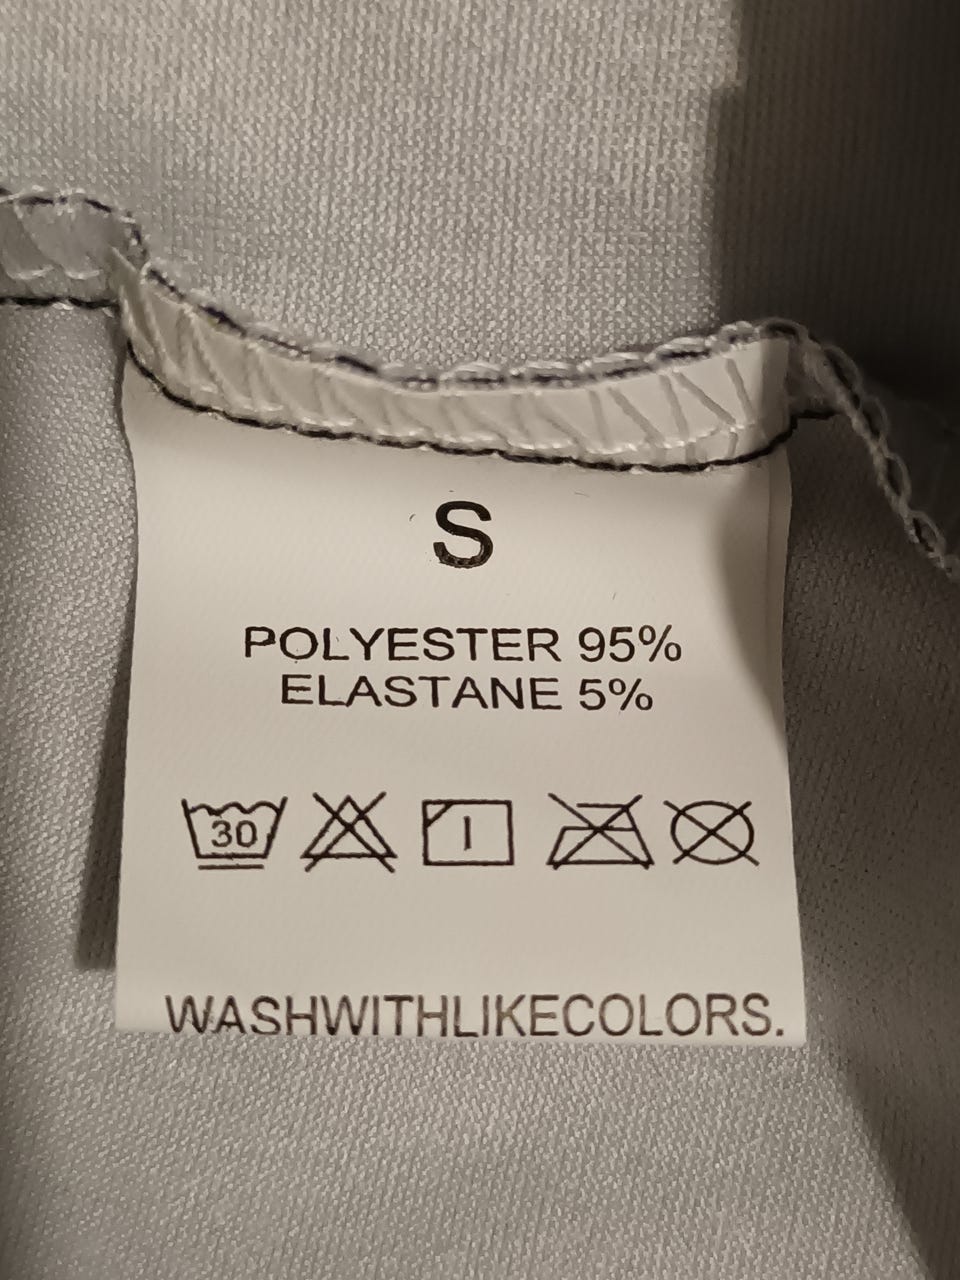 S
POLYESTER 95%
ELASTANE 5%
30 I
WASHWITHLIKECOLORS.